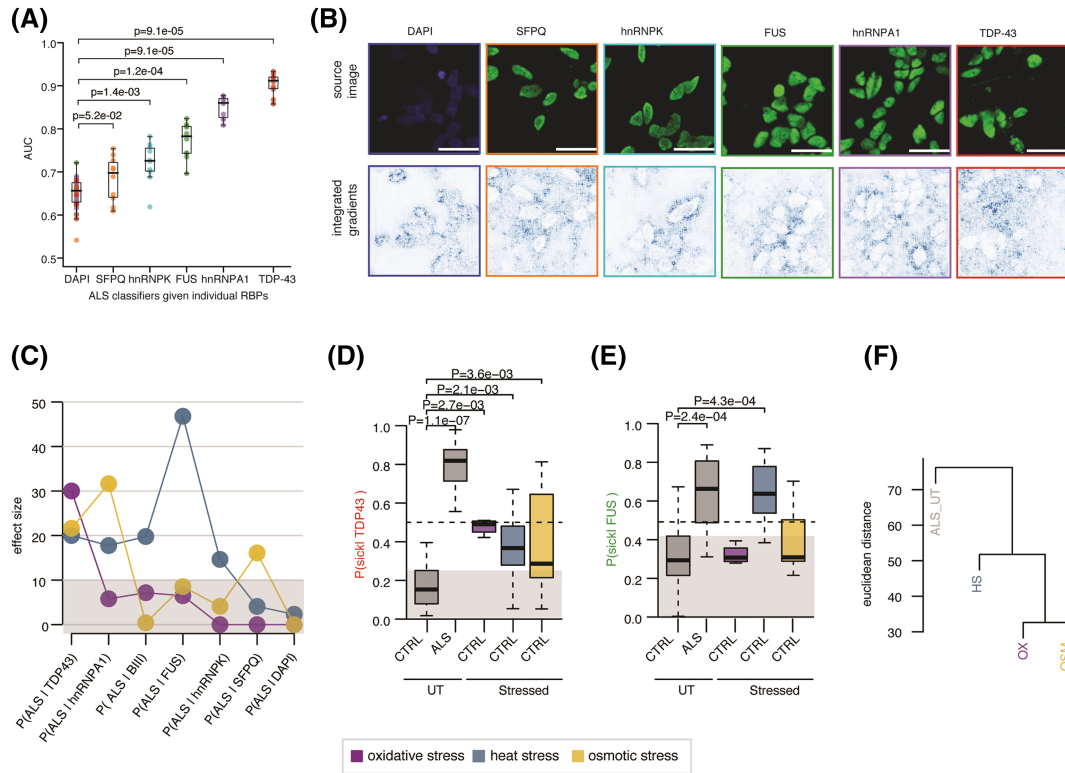 (A)
p=9.1e-05
p=9.1e-05
p=1.2e-04
p=1.4e-03
p=5.2e-02
1.0
0.9
0.8
0.7
0.6
0.5
AUC
DAPI SFPQ hnRNPK FUS hnRNPA1 TDP-43
ALS classifiers given individual RBPs
(B)
DAPI SFPQ hnRNPK FUS hnRNPA1 TDP-43
source
image
integrated
gradients
(C)
50
40
30
20
10
0
effect size
P(ALS I TDP43)
P(ALS I hnRNPA1)
P( ALS I BIII)
P(ALS I FUS)
P(ALS I hnRNPK)
P(ALS I SFPQ)
P(ALS I DAPI)
(D)
P=3.6e−03
P=2.1e−03
P=2.7e−03
P=1.1e−07
1.0
0.8
0.6
0.4
0.2
0.0
P(sickI TDP43 )
CTRL ALS CTRL CTRL CTRL
UT Stressed
(E)
P=4.3e−04
P=2.4e−04
1.0
0.8
0.6
0.4
0.2
0.0
P(sickI FUS )
CTRL ALS CTRL CTRL CTRL
UT Stressed
(F)
70
60
50
40
30
euclidean distance
ALS_UT
HS
OX
OSM
oxidative stress heat stress osmotic stress